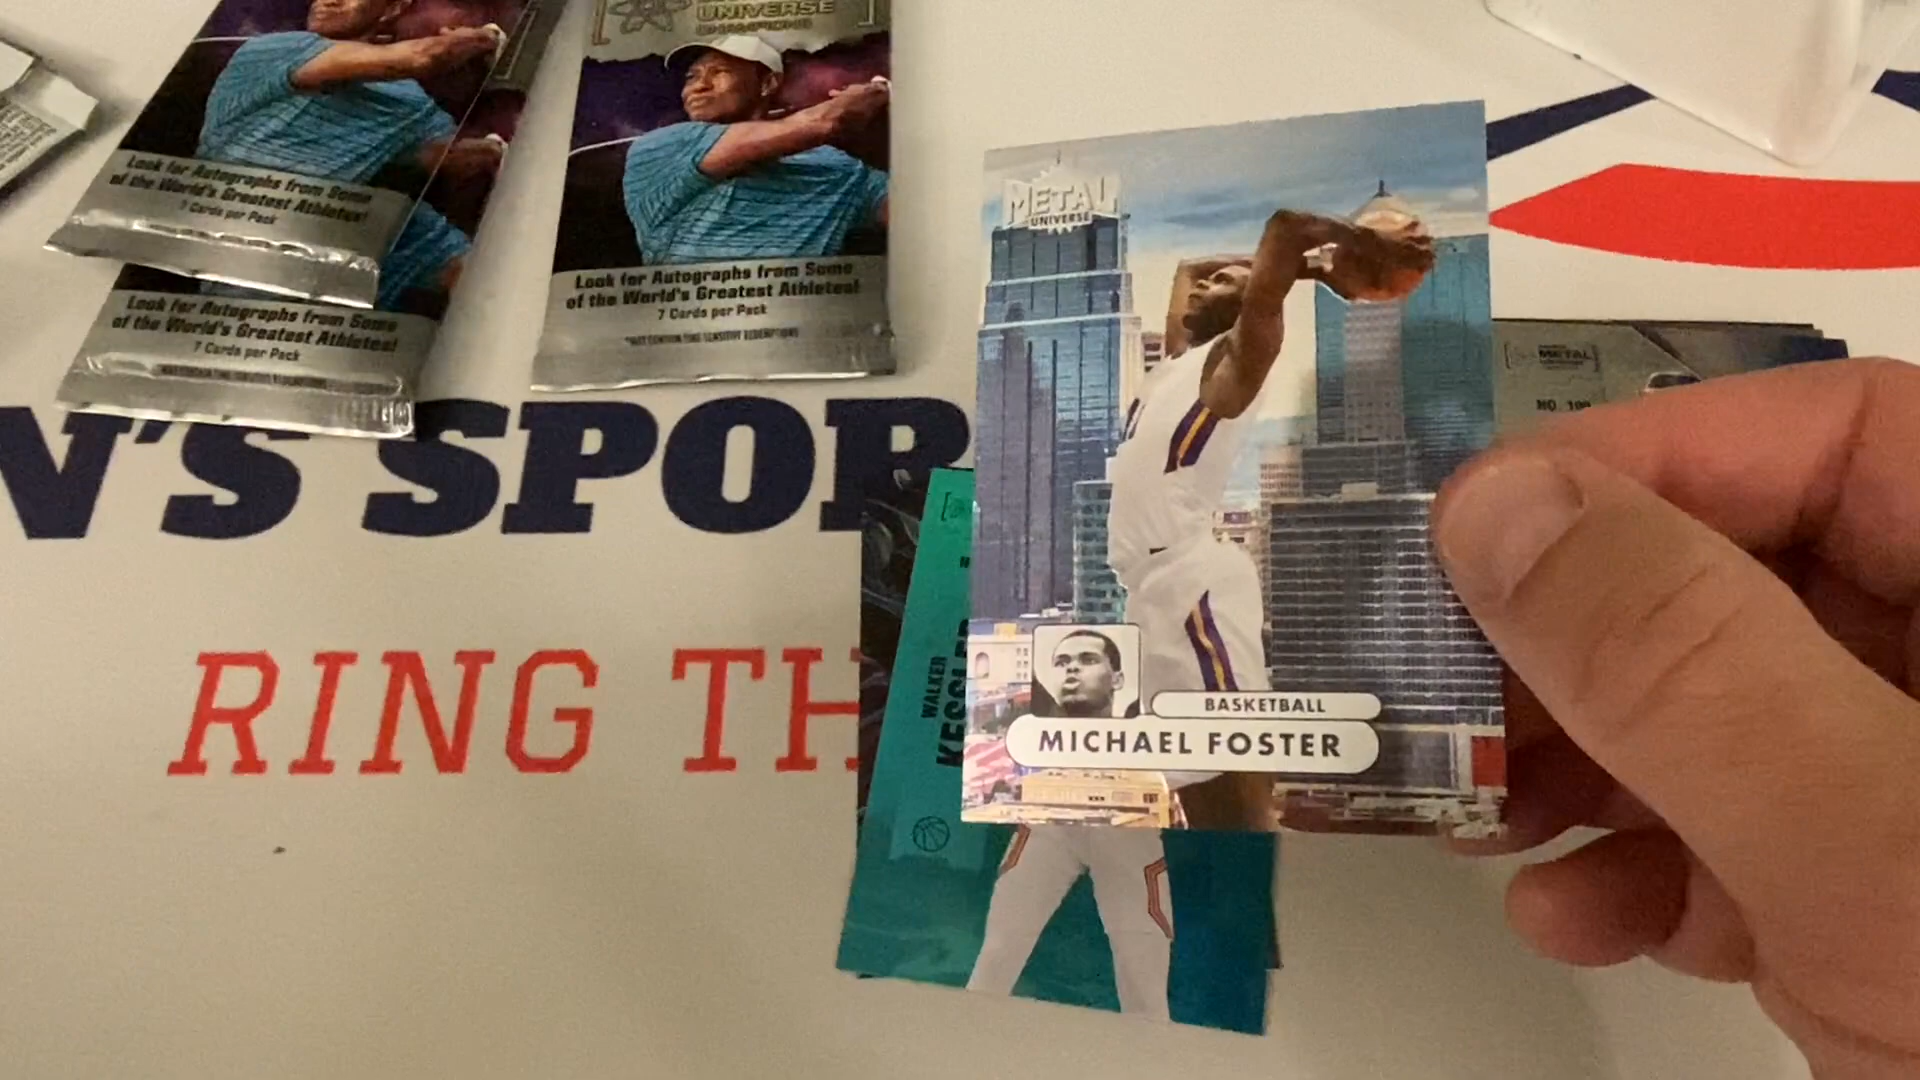 Look for Autographs from Some
of the World's Greatest Athletes!
7 Cards per Pack
Look for Autographs from Some
of the World's Greatest Athletes!
7 Cards per Pack
UNIVERSE
CHAMPIONS
Look for Autographs from Some
of the World's Greatest Athletes!
7 Cards per Pack
*MAY CONTAIN TIME SENSITIVE REDEMPTIONS
METAL
UNIVERSE
BASKETBALL
MICHAEL FOSTER
METAL
NO.
N'S SPOR
RING TH
WALKER
KESSLER